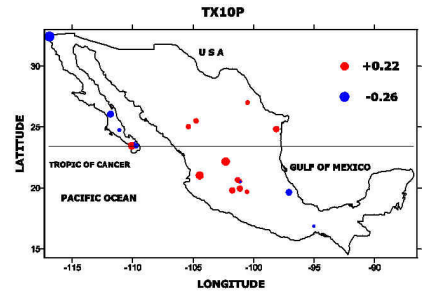 TX10P
USA
+0.22
-0.26
TROPIC OF CANCER
GULF OF MEXICO
PACIFIC OCEAN
LATITUDE
30
25
20
15
-115
-110
-105
-100
-95
-90
LONGITUDE